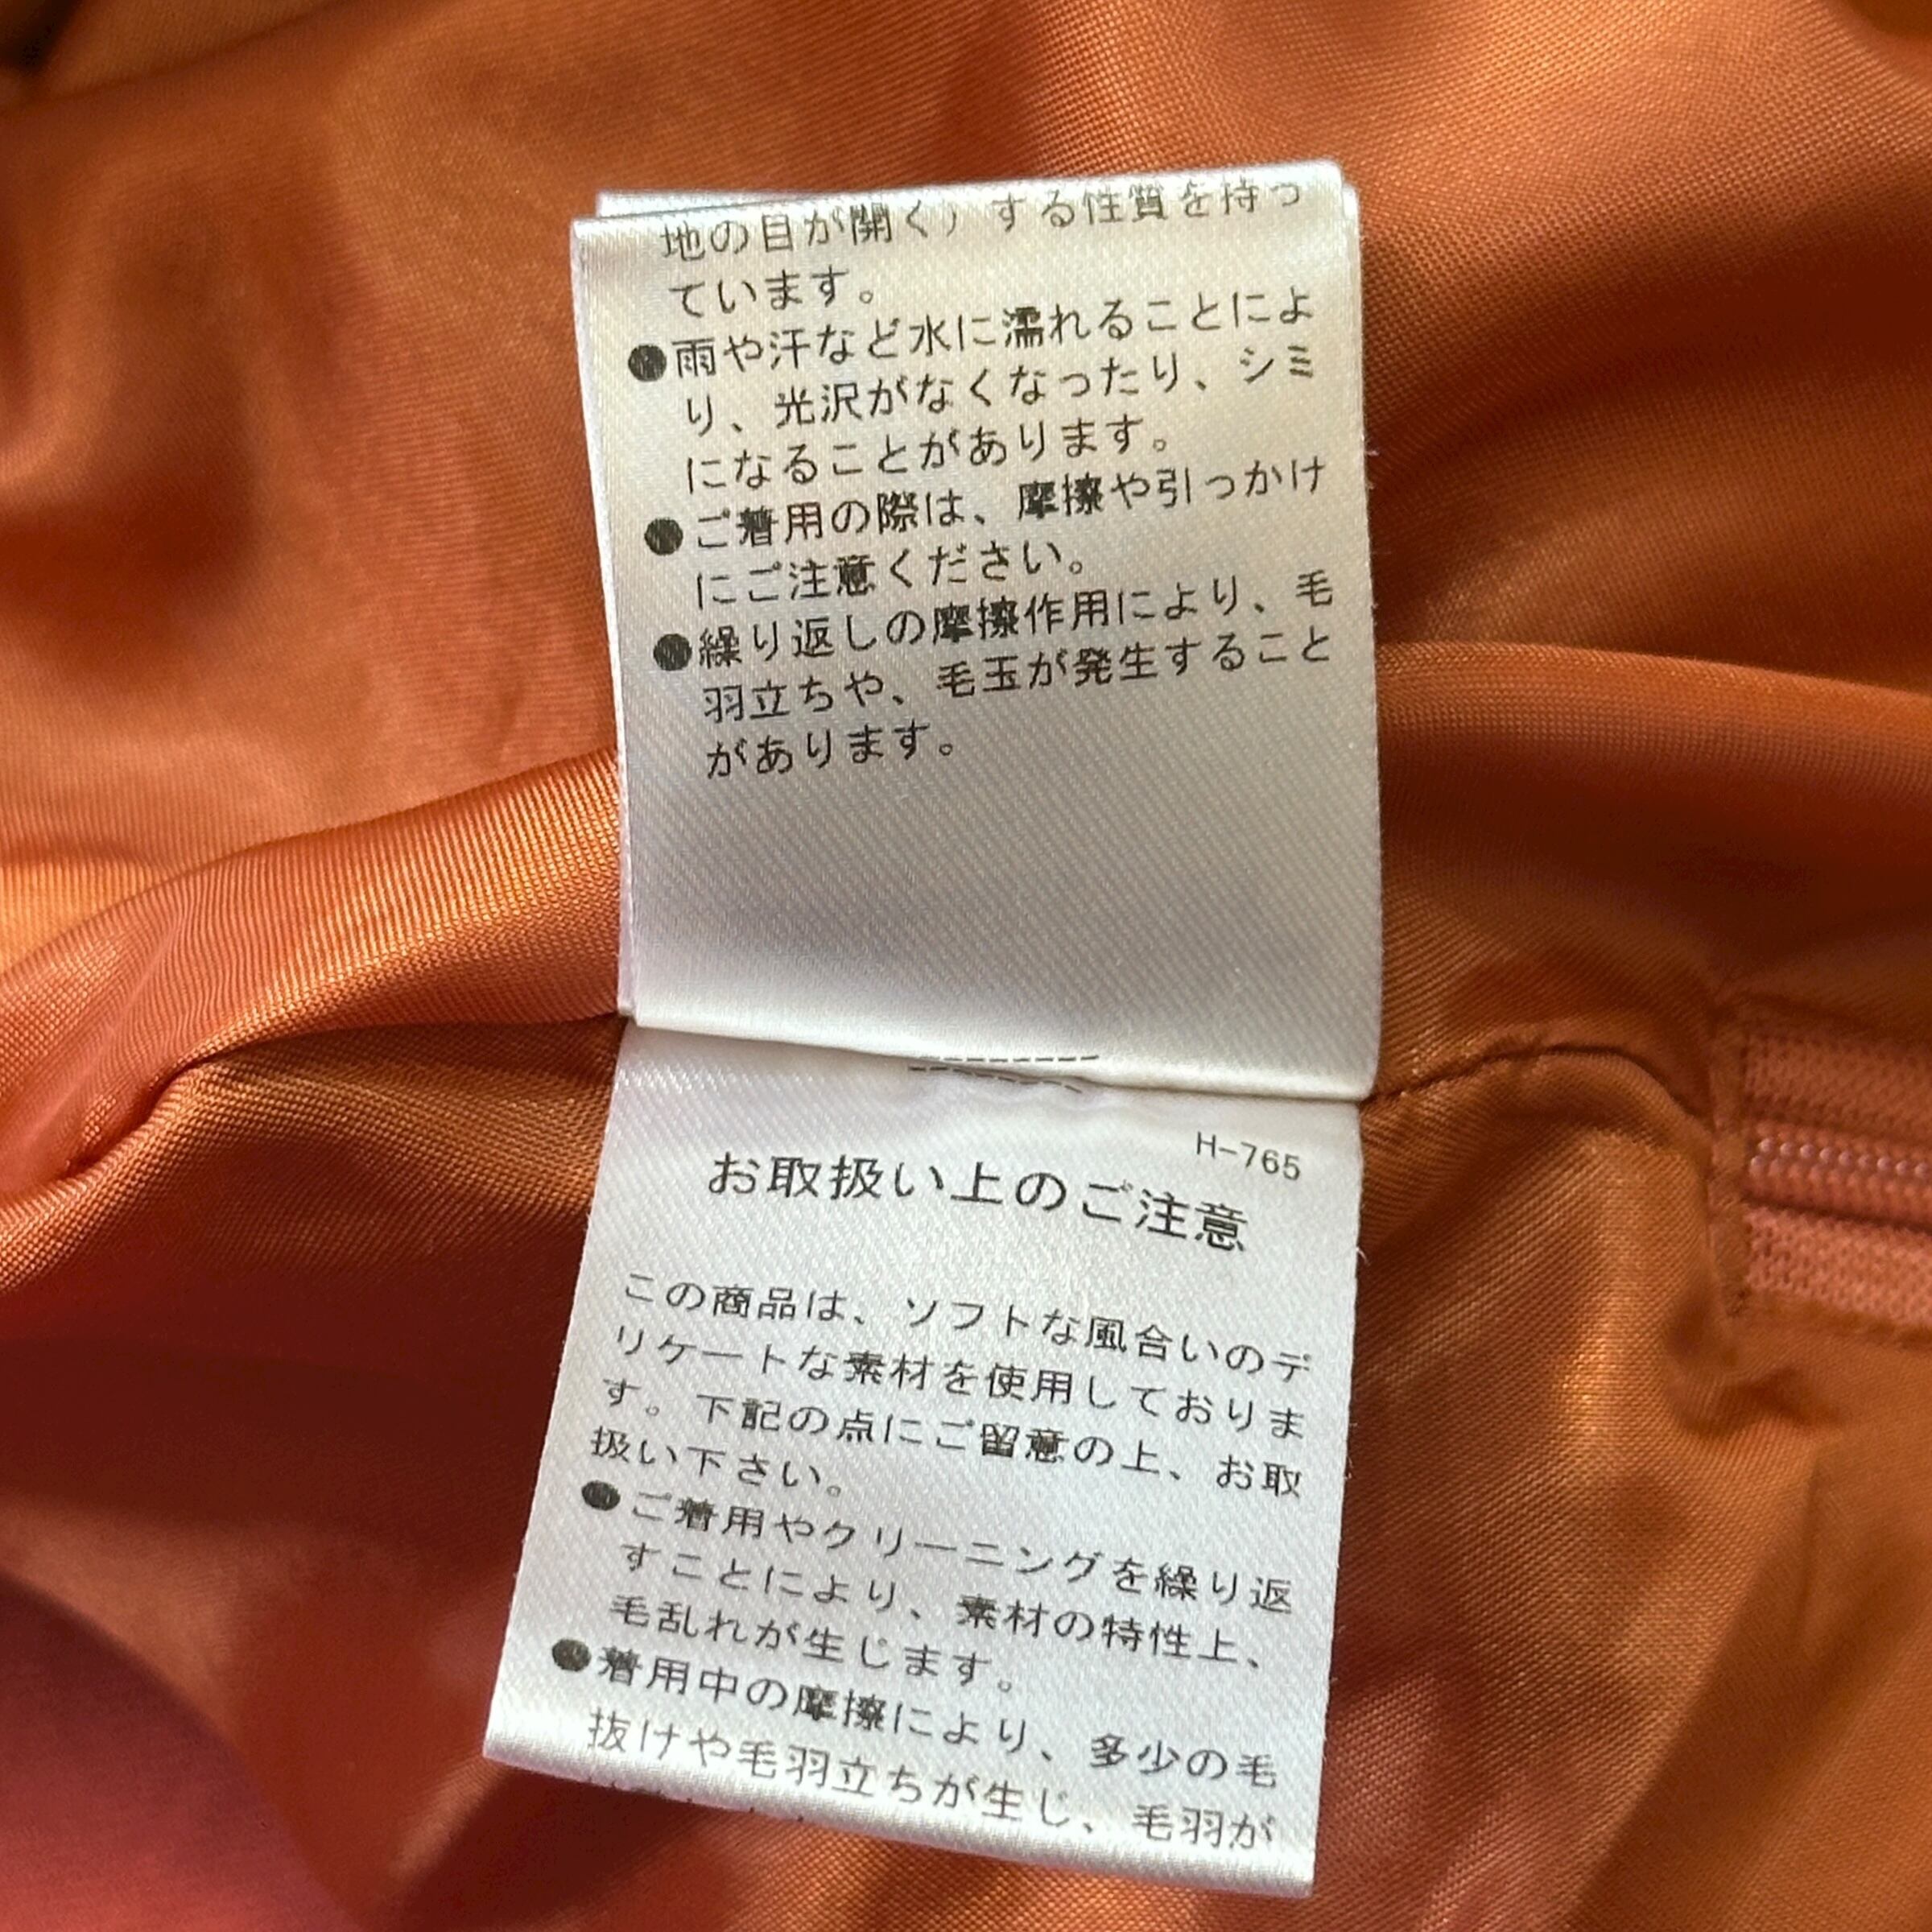 地の目が開く）する性質を持っ
ています。
●雨や汗など水に濡れることによ
り、光沢がなくなったり、シミ
になることがあります。
●ご着用の際は、摩擦や引っかけ
にご注意ください。
●繰り返しの摩擦作用により、毛
羽立ちや、毛玉が発生すること
があります。
H-765
お取扱い上のご注意
この商品は、ソフトな風合いのデ
リケートな素材を使用しておりま
す。下記の点にご留意の上、お取
扱い下さい。
●ご着用やクリーニングを繰り返
すことにより、素材の特性上、
毛乱れが生じます。
●着用中の摩擦により、多少の毛
抜けや毛羽立ちが生じ、毛羽が